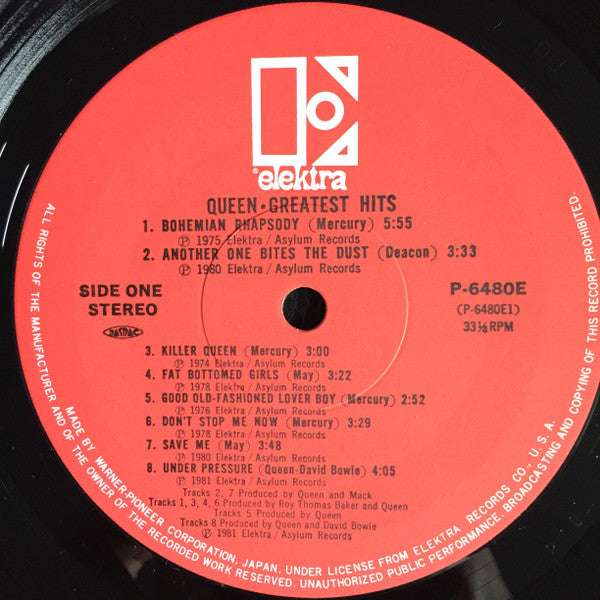 ® elektra
QUEEN•GREATEST HITS
1. BOHEMIAN RHAPSODY (Mercury) 5:55
Ⓟ 1975 Elektra / Asylum Records
2. ANOTHER ONE BITES THE DUST (Deacon) 3:33
Ⓟ 1980 Elektra / Asylum Records
SIDE ONE
STEREO
JASRAC
P-6480E
(P-6480E1)
33⅓ RPM
3. KILLER QUEEN (Mercury) 3:00
Ⓟ 1974 Elektra / Asylum Records
4. FAT BOTTOMED GIRLS (May) 3:22
Ⓟ 1978 Elektra / Asylum Records
5. GOOD OLD-FASHIONED LOVER BOY (Mercury) 2:52
Ⓟ 1976 Elektra / Asylum Records
6. DON'T STOP ME NOW (Mercury) 3:29
Ⓟ 1978 Elektra / Asylum Records
7. SAVE ME (May) 3:48
Ⓟ 1980 Elektra / Asylum Records
8. UNDER PRESSURE (Queen-David Bowie) 4:05
Ⓟ 1981 Elektra / Asylum Records
Tracks 2, 7 Produced by Queen and Mack
Tracks 1, 3, 4, 6 Produced by Roy Thomas Baker and Queen
Tracks 5 Produced by Queen
Tracks 8 Produced by Queen and David Bowie
Ⓟ 1981 Elektra / Asylum Records
ALL RIGHTS OF THE MANUFACTURER AND OF THE OWNER OF THE RECORDED WORK RESERVED. UNAUTHORIZED PUBLIC PERFORMANCE, BROADCASTING AND COPYING OF THIS RECORD PROHIBITED.
MADE BY WARNER-PIONEER CORPORATION, JAPAN, UNDER LICENSE FROM ELEKTRA RECORDS CO., U.S.A.